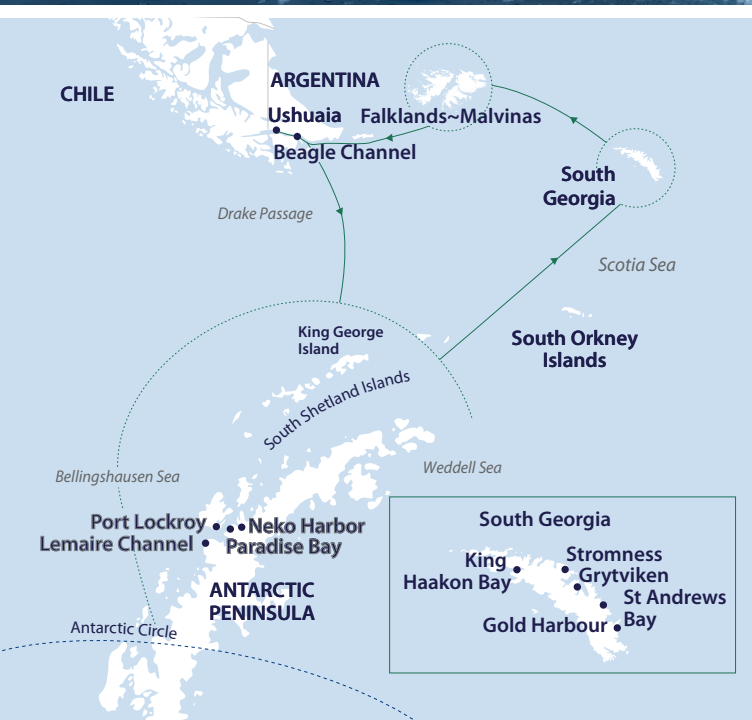 CHILE
ARGENTINA
Ushuaia
Falklands~Malvinas
Beagle Channel
South
Georgia
Drake Passage
Scotia Sea
King George
Island
South Orkney
Islands
South Shetland Islands
Weddell Sea
Bellingshausen Sea
Port Lockroy
Neko Harbor
Lemaire Channel
Paradise Bay
ANTARCTIC
PENINSULA
Antarctic Circle
South Georgia
King
Haakon Bay
Stromness
Grytviken
St Andrews
Bay
Gold Harbour